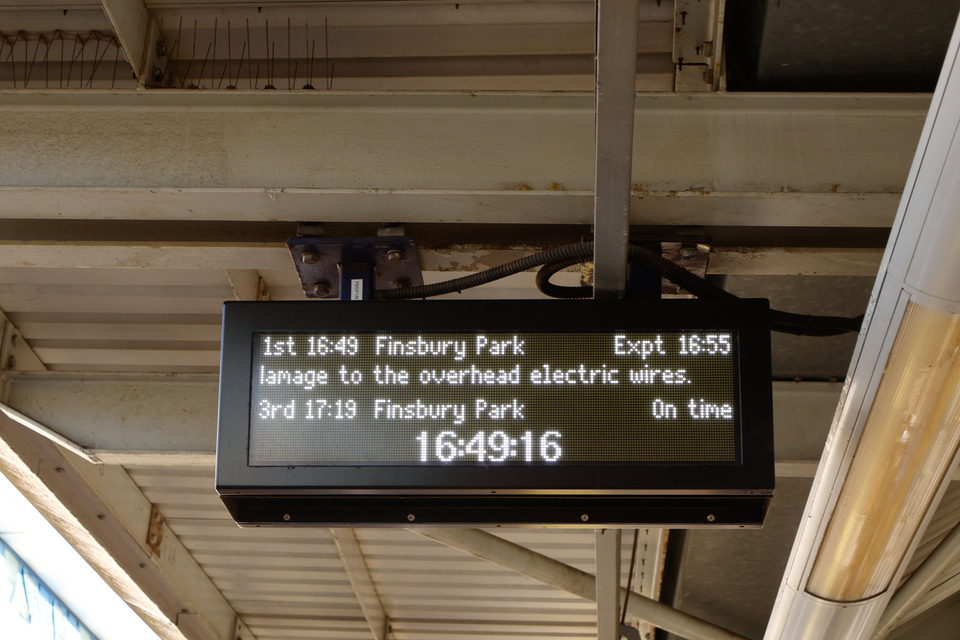 1st 16:49 Finsbury Park Expt 16:55
lamage to the overhead electric wires.
3rd 17:19 Finsbury Park On time
16:49:16